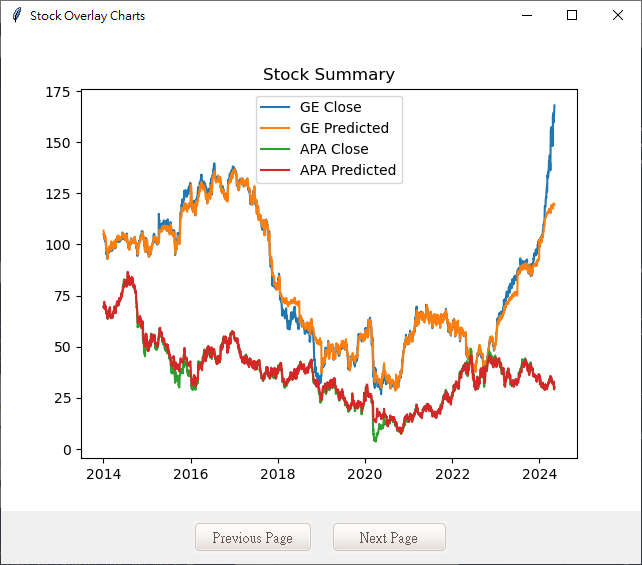 Stock Overlay Charts
Stock Summary
GE Close
GE Predicted
APA Close
APA Predicted
175
150
125
100
75
50
25
0
2014 2016 2018 2020 2022 2024
Previous Page Next Page